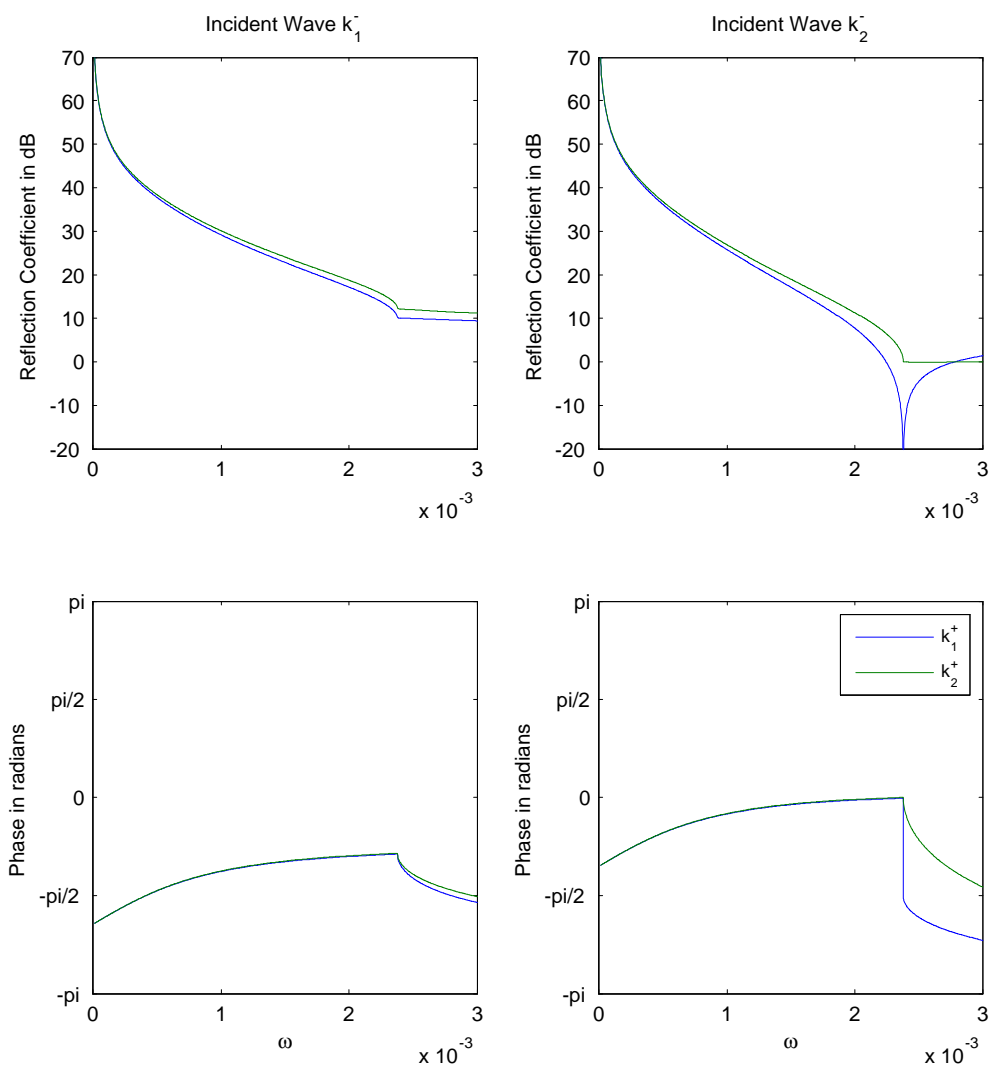 Incident Wave k₁⁻
Reflection Coefficient in dB
70
60
50
40
30
20
10
0
-10
-20
0 1 2 3
x 10⁻³
Incident Wave k₂⁻
Reflection Coefficient in dB
70
60
50
40
30
20
10
0
-10
-20
0 1 2 3
x 10⁻³
Phase in radians
pi
pi/2
0
-pi/2
-pi
0 1 2 3
ω
x 10⁻³
Phase in radians
pi
pi/2
0
-pi/2
-pi
0 1 2 3
ω
x 10⁻³
k₁⁺
k₂⁺